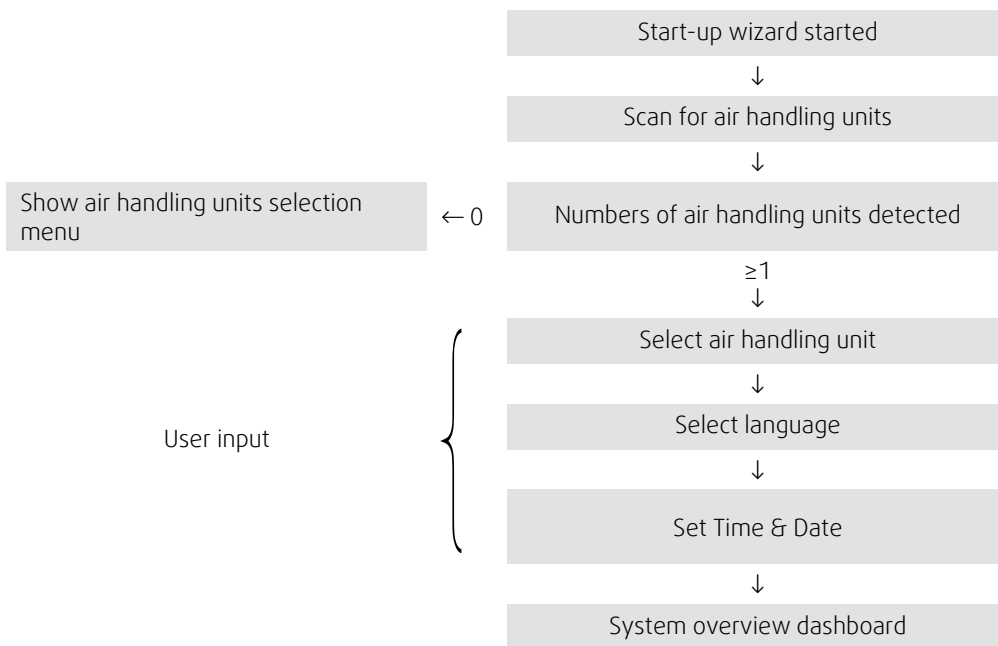 Start-up wizard started
↓
Scan for air handling units
↓
Show air handling units selection
menu
← 0
Numbers of air handling units detected
≥1
↓
Select air handling unit
↓
User input
Select language
↓
Set Time & Date
↓
System overview dashboard